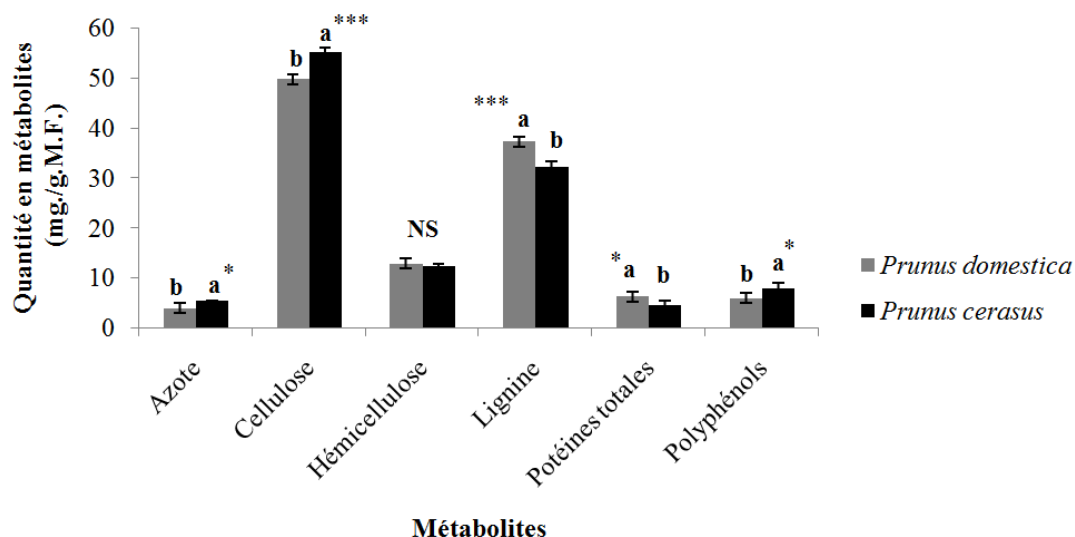 Quantité en métabolites
(mg./g.M.F.)
60
50
40
30
20
10
0
b a *
b a ***
NS
*** a b
* a b
b a *
Azote
Cellulose
Hémicellulose
Lignine
Potéines totales
Polyphénols
Métabolites
Prunus domestica
Prunus cerasus